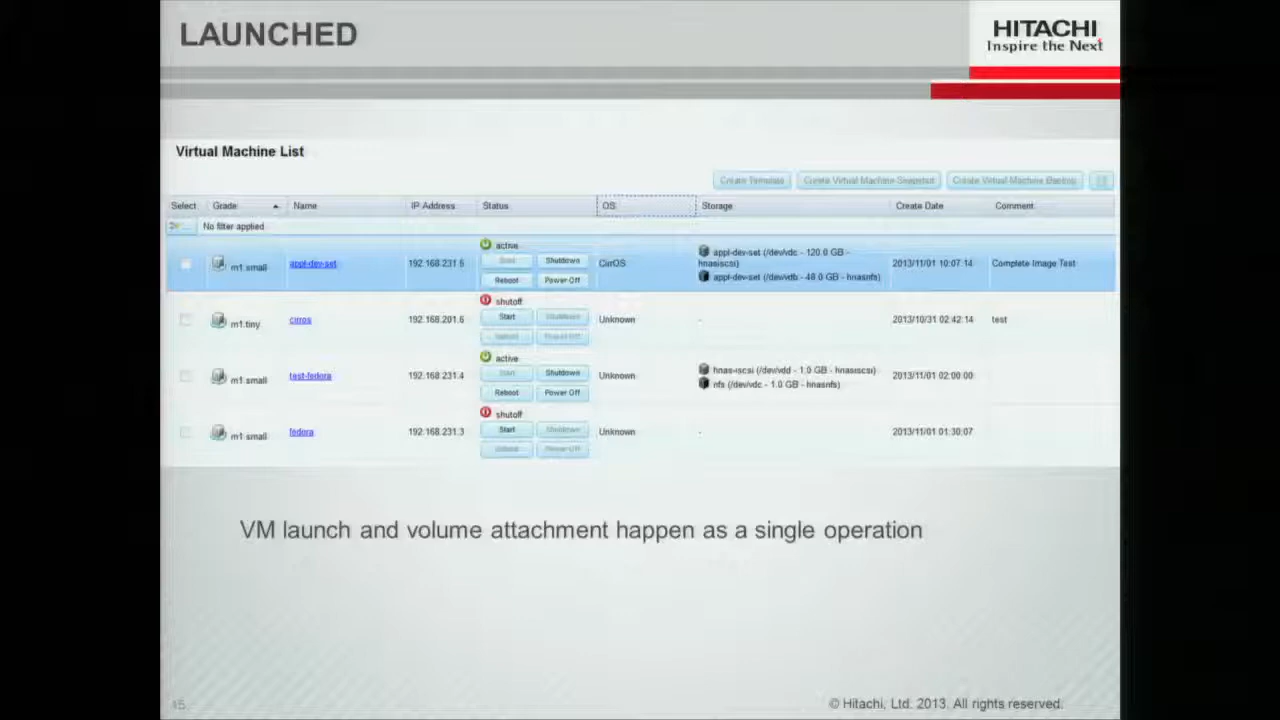 LAUNCHED
HITACHI
Inspire the Next
Virtual Machine List
Create Template Create Virtual Machine Snapshot Create Virtual Machine Backup
Select Grade Name IP Address Status OS Storage Create Date Comment
No filter applied
active
m1.small appl-dev-set 192.168.231.5 Start Shutdown CirrOS appl-dev-set (/dev/vdc - 120.0 GB - 2013/11/01 10:07:14 Complete Image Test
hnasiscsi)
Reboot Power Off appl-dev-set (/dev/vdb - 48.0 GB - hnasnfs)
shutoff
m1.tiny cirros 192.168.201.6 Start Shutdown Unknown - 2013/10/31 02:42:14 test
Reboot Power Off
active
m1.small test-fedora 192.168.231.4 Start Shutdown Unknown hnas-iscsi (/dev/vdd - 1.0 GB - hnasiscsi) 2013/11/01 02:00:00
Reboot Power Off nfs (/dev/vdc - 1.0 GB - hnasnfs)
shutoff
m1.small fedora 192.168.231.3 Start Shutdown Unknown - 2013/11/01 01:30:07
Reboot Power Off
VM launch and volume attachment happen as a single operation
15
© Hitachi, Ltd. 2013. All rights reserved.